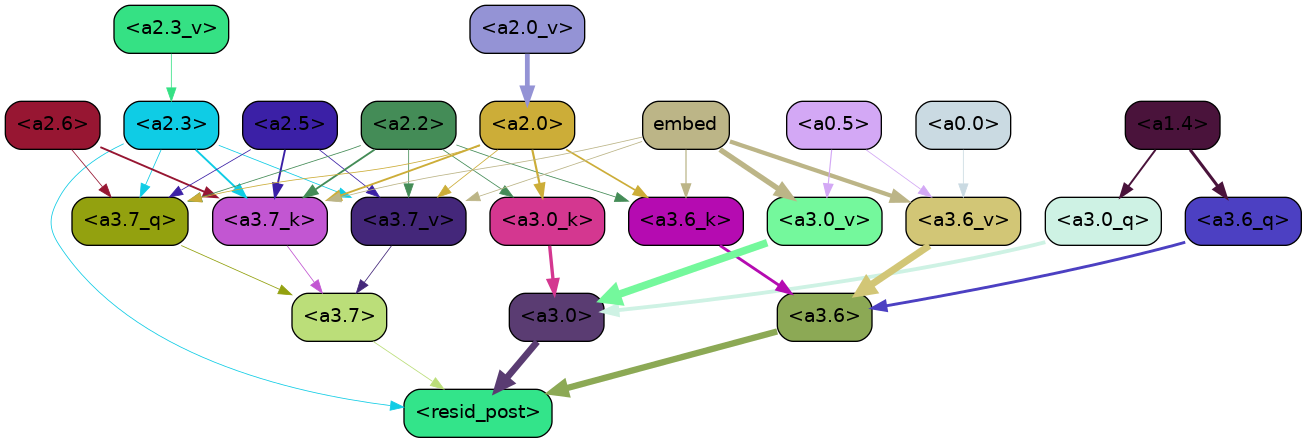 <a2.3_v> <a2.0_v>
<a2.6> <a2.3> <a2.5> <a2.2> <a2.0> embed <a0.5> <a0.0> <a1.4>
<a3.7_q> <a3.7_k> <a3.7_v> <a3.0_k> <a3.6_k> <a3.0_v> <a3.6_v> <a3.0_q> <a3.6_q>
<a3.7> <a3.0> <a3.6>
<resid_post>